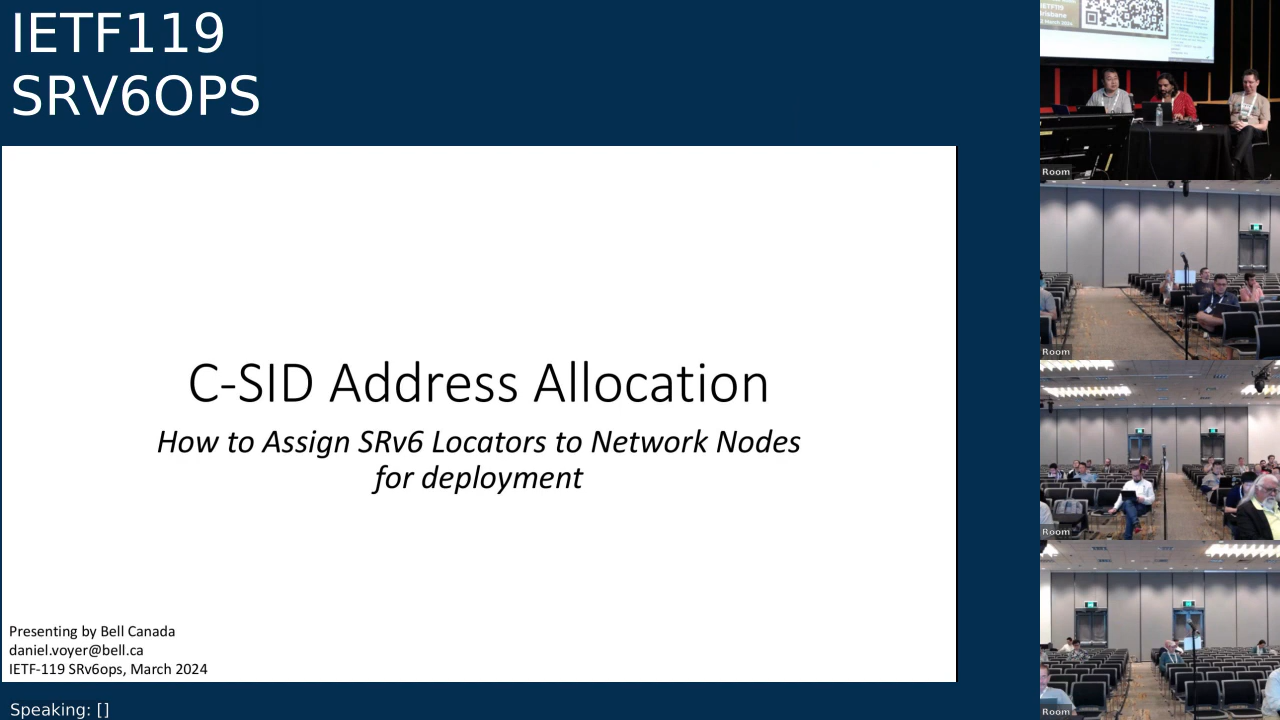 IETF119
SRV6OPS
C-SID Address Allocation
How to Assign SRv6 Locators to Network Nodes
for deployment
Presenting by Bell Canada
daniel.voyer@bell.ca
IETF-119 SRv6ops, March 2024
Speaking: []
Room
Room
Room
Room